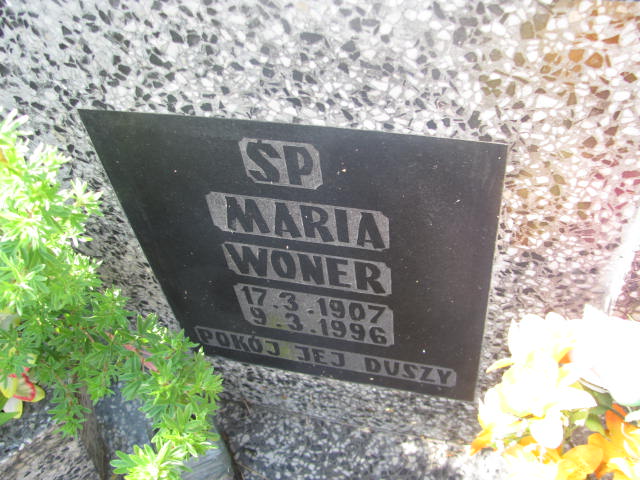 ŚP
MARIA
WONER
17.3.1907
9.3.1996
POKÓJ JEJ DUSZY